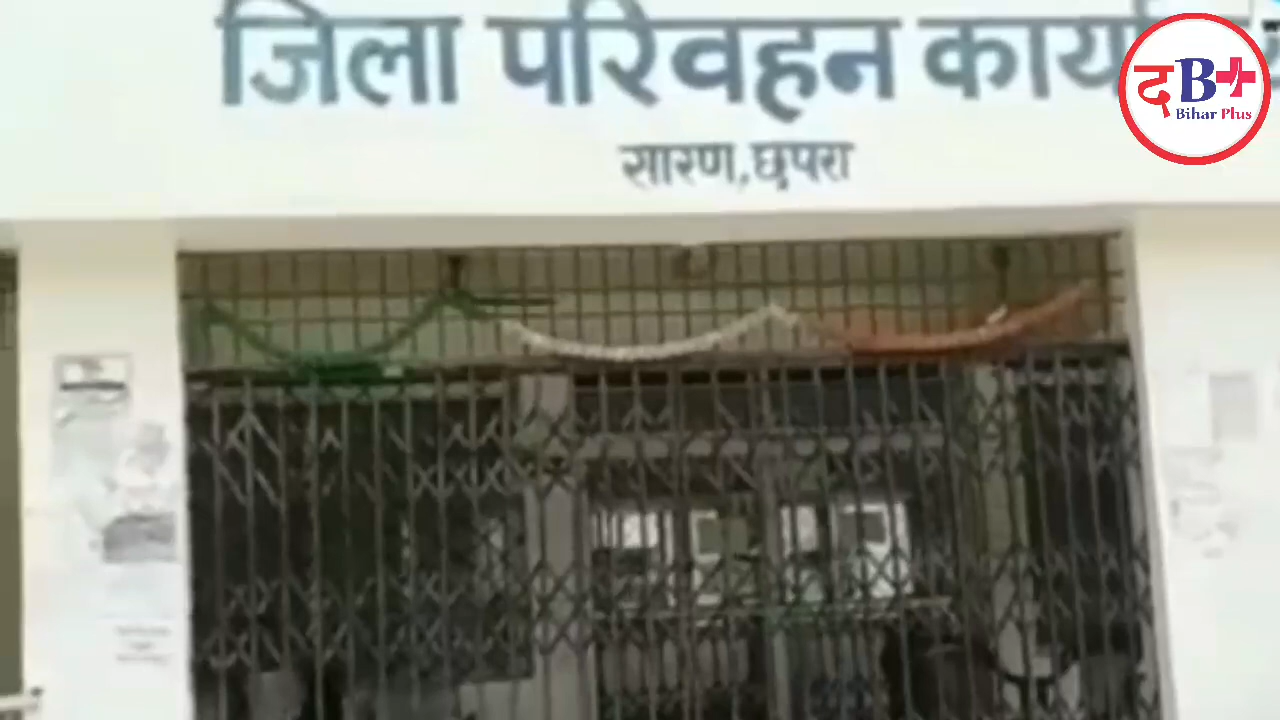 जिला परिवहन कार्या
सारण,छपरा
द B+
Bihar Plus